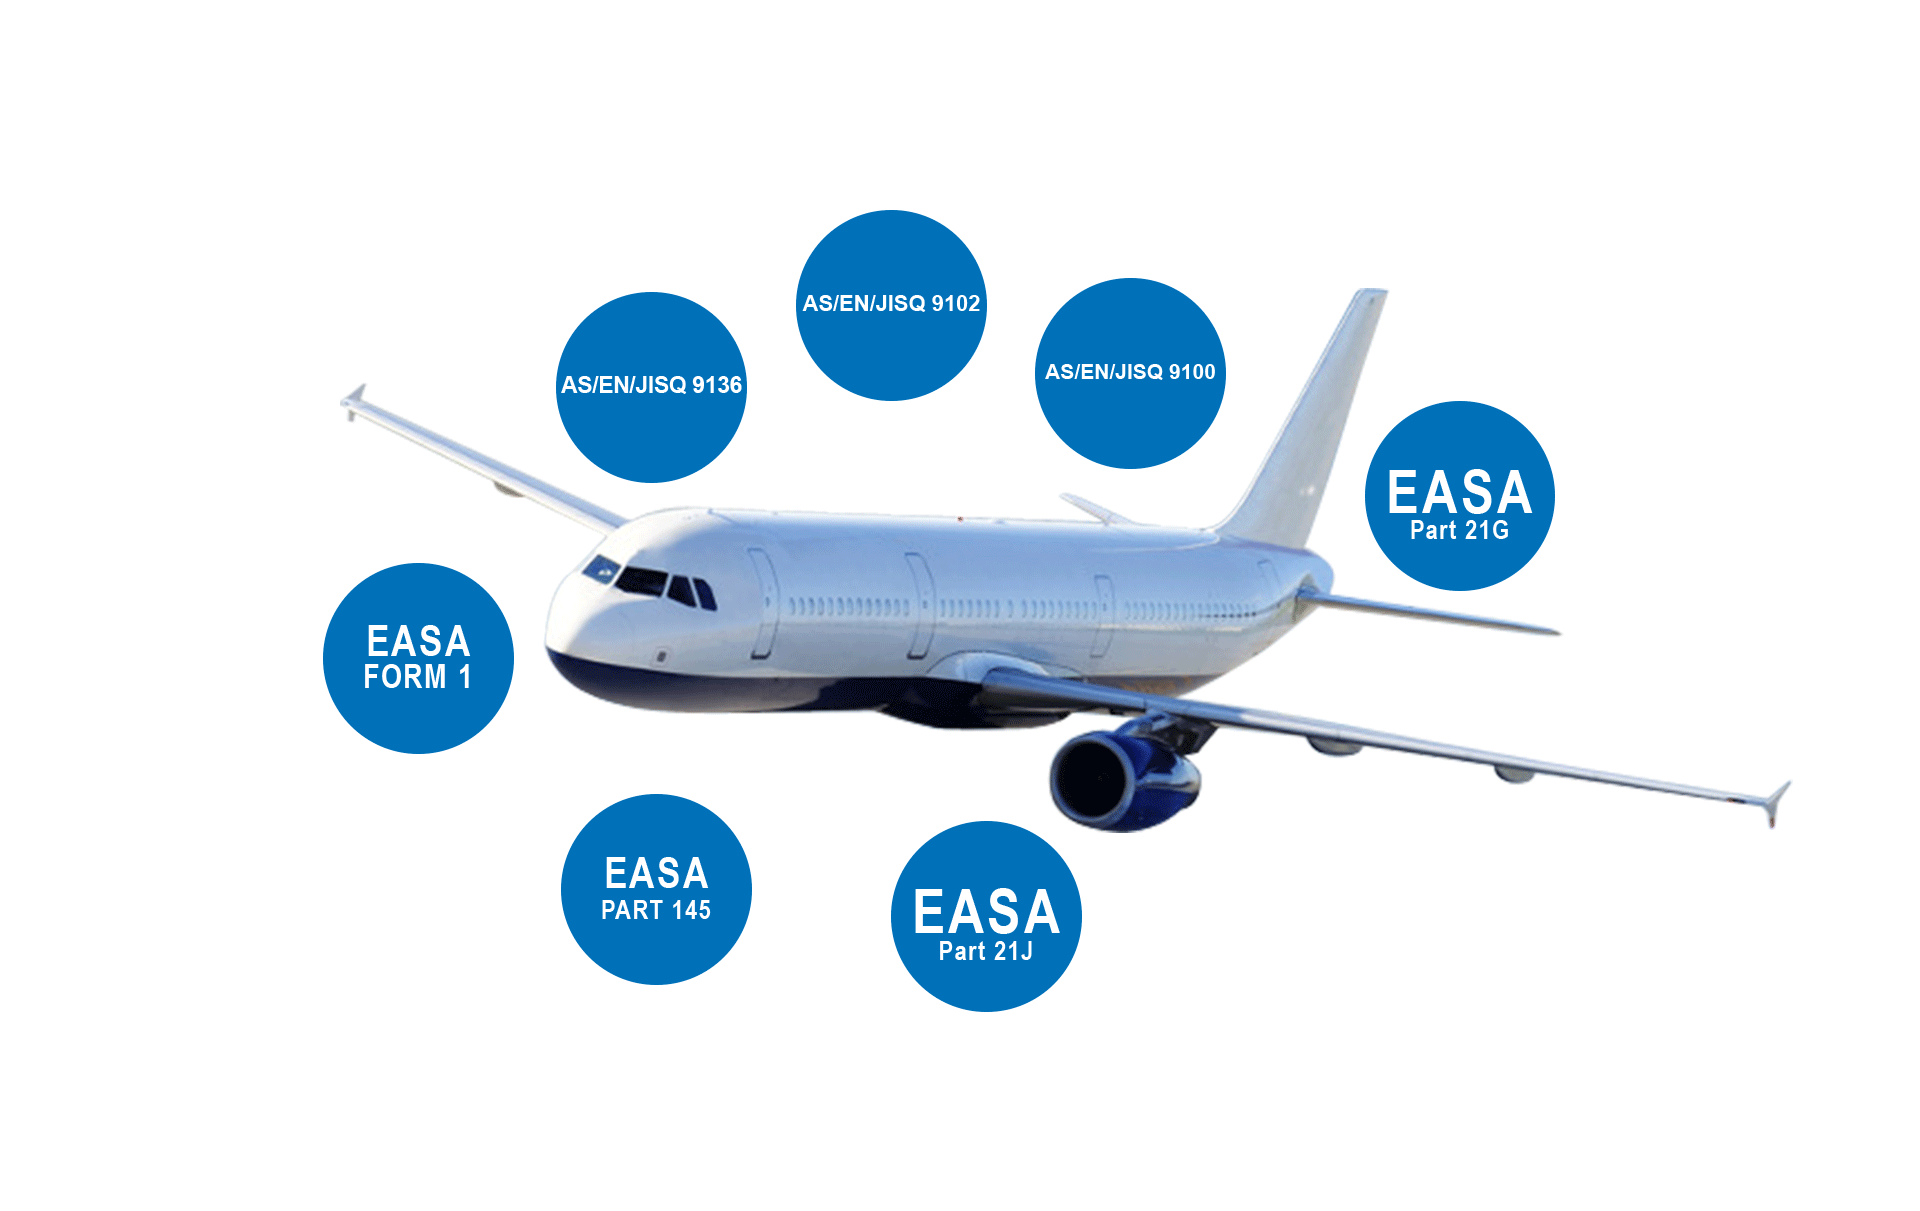 AS/EN/JISQ 9102
AS/EN/JISQ 9100
AS/EN/JISQ 9136
EASA
Part 21G
EASA
FORM 1
EASA
PART 145
EASA
Part 21J